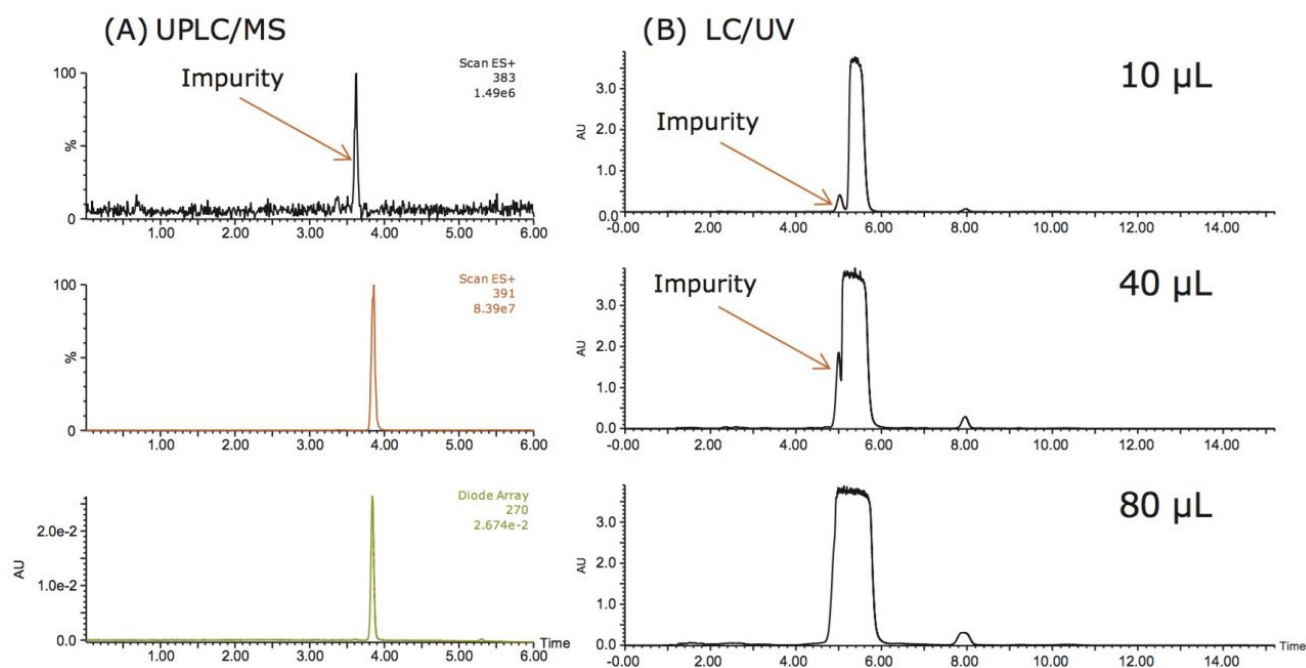 (A) UPLC/MS
Scan ES+
383
1.49e6
Impurity
100
%
0
1.00 2.00 3.00 4.00 5.00 6.00
Scan ES+
391
8.39e7
100
%
0
1.00 2.00 3.00 4.00 5.00 6.00
Diode Array
270
2.674e-2
2.0e-2
AU
1.0e-2
0.0
Time
1.00 2.00 3.00 4.00 5.00 6.00
(B) LC/UV
10 µL
Impurity
3.0
AU
2.0
1.0
0.0
-0.00 2.00 4.00 6.00 8.00 10.00 12.00 14.00
40 µL
Impurity
3.0
AU
2.0
1.0
0.0
-0.00 2.00 4.00 6.00 8.00 10.00 12.00 14.00
80 µL
3.0
AU
2.0
1.0
0.0
Time
-0.00 2.00 4.00 6.00 8.00 10.00 12.00 14.00